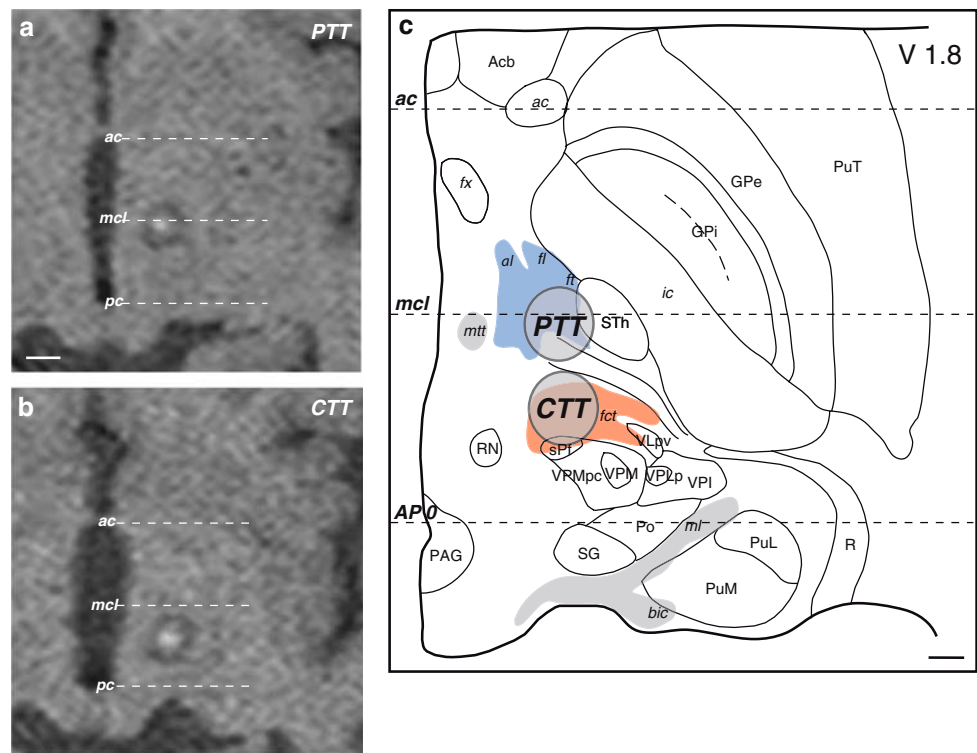 a
PTT
ac
mcl
pc
b
CTT
ac
mcl
pc
c
V 1.8
Acb
ac
ac
PuT
GPe
fx
GPi
al
fl
ft
ic
mcl
PTT
STh
mtt
CTT
fct
RN
sPf
VLpv
VPMpc
VPM
VPLp
VPI
AP 0
Po
ml
PAG
SG
PuL
R
PuM
bic